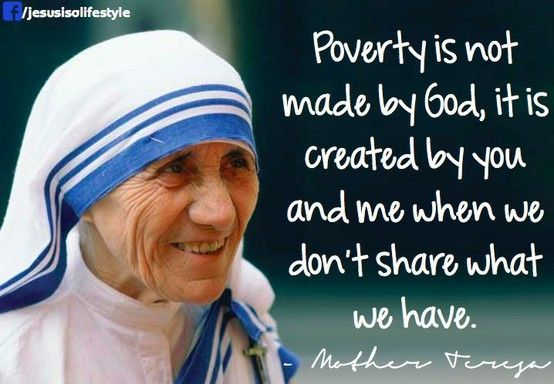 f/jesusisalifestyle
Poverty is not
made by God, it is
created by you
and me when we
don't share what
we have.
- Mother Teresa